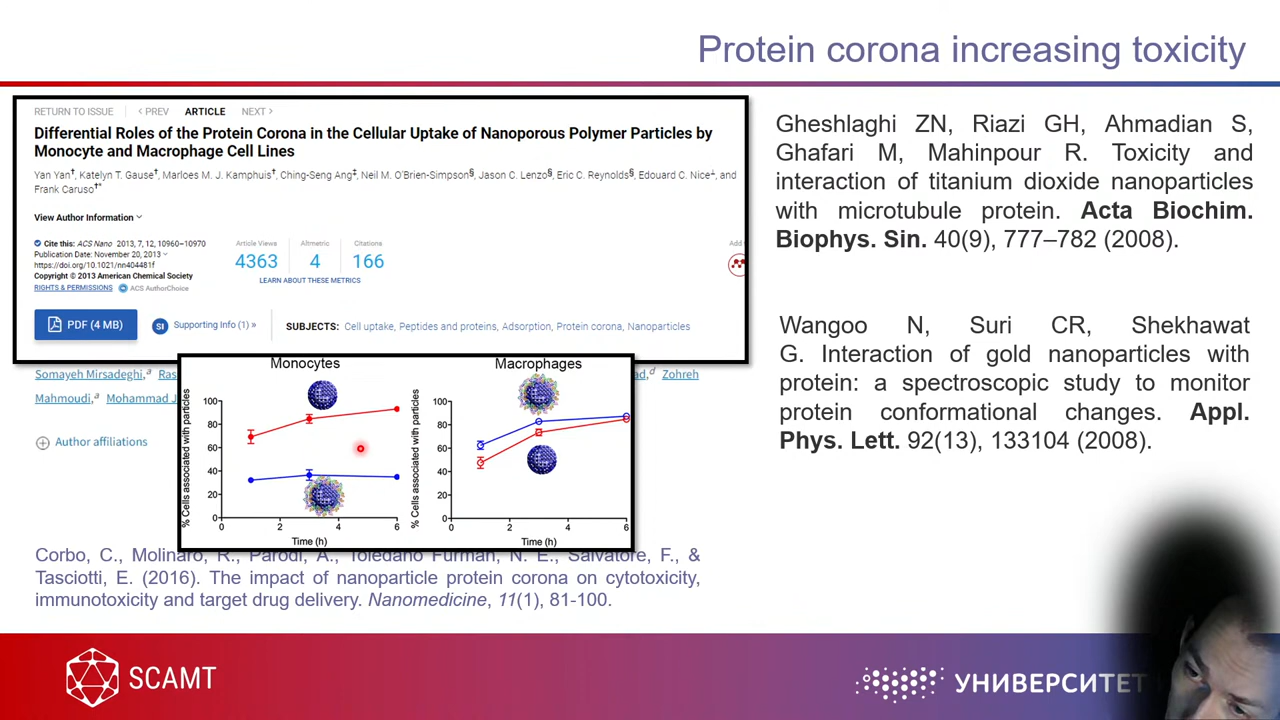 Protein corona increasing toxicity
RETURN TO ISSUE < PREV ARTICLE NEXT >
Differential Roles of the Protein Corona in the Cellular Uptake of Nanoporous Polymer Particles by
Monocyte and Macrophage Cell Lines
Yan Yan†, Katelyn T. Gause†, Marloes M. J. Kamphuis†, Ching-Seng Ang‡, Neil M. O'Brien-Simpson§, Jason C. Lenzo§, Eric C. Reynolds§, Edouard C. Nice⊥, and
Frank Caruso†*
View Author Information
Cite this: ACS Nano 2013, 7, 12, 10960–10970
Publication Date: November 20, 2013
https://doi.org/10.1021/nn404481f
Copyright © 2013 American Chemical Society
RIGHTS & PERMISSIONS ACS AuthorChoice
Article Views
4363
Altmetric
4
Citations
166
LEARN ABOUT THESE METRICS
PDF (4 MB)
SI Supporting Info (1) »
SUBJECTS: Cell uptake, Peptides and proteins, Adsorption, Protein corona, Nanoparticles
Somayeh Mirsadeghi,a
Zohreh
Mahmoudi,a Mohammad
Author affiliations
Monocytes
% Cells associated with particles
100
80
60
40
20
0
0 2 4 6
Time (h)
Macrophages
% Cells associated with particles
100
80
60
40
20
0
0 2 4 6
Time (h)
Corbo, C., Molinaro, R., Parodi, A., Toledano Furman, N. E., Salvatore, F., &
Tasciotti, E. (2016). The impact of nanoparticle protein corona on cytotoxicity,
immunotoxicity and target drug delivery. Nanomedicine, 11(1), 81-100.
Gheshlaghi ZN, Riazi GH, Ahmadian S,
Ghafari M, Mahinpour R. Toxicity and
interaction of titanium dioxide nanoparticles
with microtubule protein. Acta Biochim.
Biophys. Sin. 40(9), 777–782 (2008).
Wangoo N, Suri CR, Shekhawat
G. Interaction of gold nanoparticles with
protein: a spectroscopic study to monitor
protein conformational changes. Appl.
Phys. Lett. 92(13), 133104 (2008).
SCAMT
УНИВЕРСИТЕТ